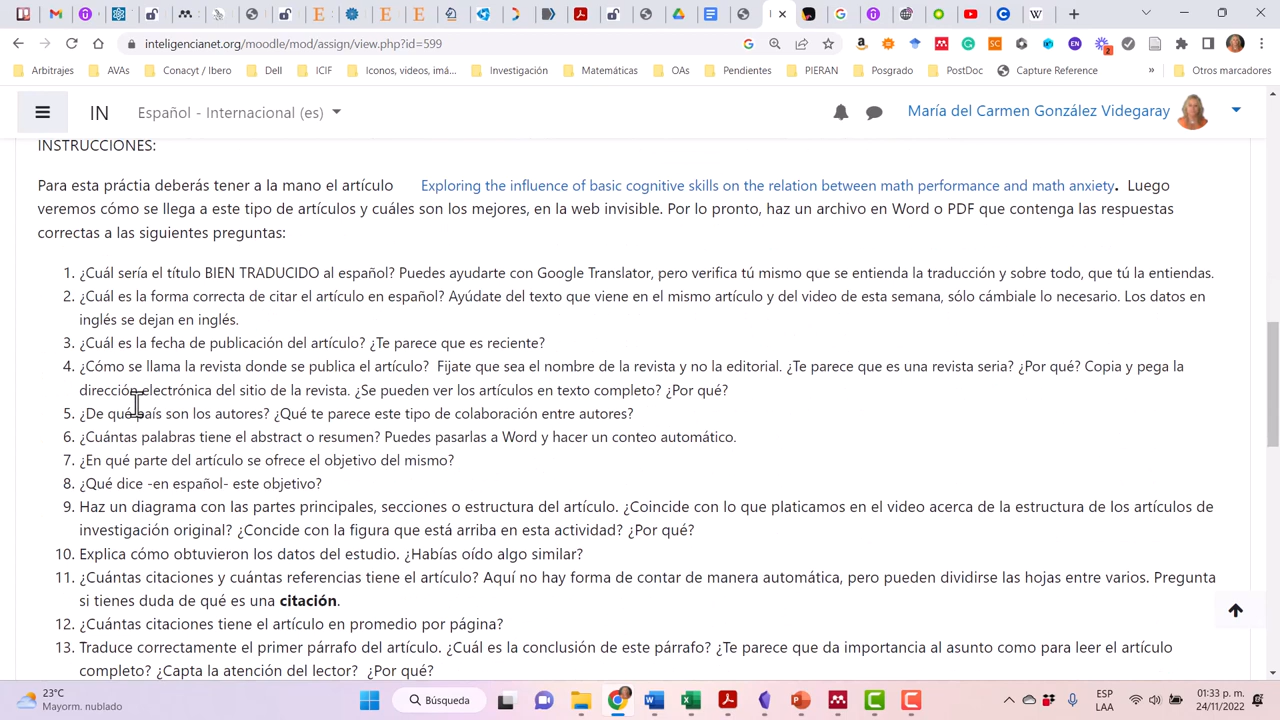 inteligencianet.org/mood
d/assign/view.php?id=599
2
Arbitrajes
AVAs
Conacyt / Ibero
Dell
ICIF
Iconos, videos, imá...
Investigación
Matemáticas
OAs
Pendientes
PIERAN
Posgrado
PostDoc
Capture Reference
»
Otros marcadores
IN
Español - Internacional (es)
María del Carmen González Videgaray
INSTRUCCIONES:
Para esta práctia deberás tener a la mano el artículo Exploring the influence of basic cognitive skills on the relation between math performance and math anxiety. Luego
veremos cómo se llega a este tipo de artículos y cuáles son los mejores, en la web invisible. Por lo pronto, haz un archivo en Word o PDF que contenga las respuestas
correctas a las siguientes preguntas:
1. ¿Cuál sería el título BIEN TRADUCIDO al español? Puedes ayudarte con Google Translator, pero verifica tú mismo que se entienda la traducción y sobre todo, que tú la entiendas.
2. ¿Cuál es la forma correcta de citar el artículo en español? Ayúdate del texto que viene en el mismo artículo y del video de esta semana, sólo cámbiale lo necesario. Los datos en
inglés se dejan en inglés.
3. ¿Cuál es la fecha de publicación del artículo? ¿Te parece que es reciente?
4. ¿Cómo se llama la revista donde se publica el artículo? Fijate que sea el nombre de la revista y no la editorial. ¿Te parece que es una revista seria? ¿Por qué? Copia y pega la
dirección electrónica del sitio de la revista. ¿Se pueden ver los artículos en texto completo? ¿Por qué?
5. ¿De qué país son los autores? ¿Qué te parece este tipo de colaboración entre autores?
6. ¿Cuántas palabras tiene el abstract o resumen? Puedes pasarlas a Word y hacer un conteo automático.
7. ¿En qué parte del artículo se ofrece el objetivo del mismo?
8. ¿Qué dice -en español- este objetivo?
9. Haz un diagrama con las partes principales, secciones o estructura del artículo. ¿Coincide con lo que platicamos en el video acerca de la estructura de los artículos de
investigación original? ¿Concide con la figura que está arriba en esta actividad? ¿Por qué?
10. Explica cómo obtuvieron los datos del estudio. ¿Habías oído algo similar?
11. ¿Cuántas citaciones y cuántas referencias tiene el artículo? Aquí no hay forma de contar de manera automática, pero pueden dividirse las hojas entre varios. Pregunta
si tienes duda de qué es una citación.
12. ¿Cuántas citaciones tiene el artículo en promedio por página?
13. Traduce correctamente el primer párrafo del artículo. ¿Cuál es la conclusión de este párrafo? ¿Te parece que da importancia al asunto como para leer el artículo
completo? ¿Capta la atención del lector? ¿Por qué?
23°C
Mayorm. nublado
Búsqueda
ESP
LAA
01:33 p. m.
24/11/2022